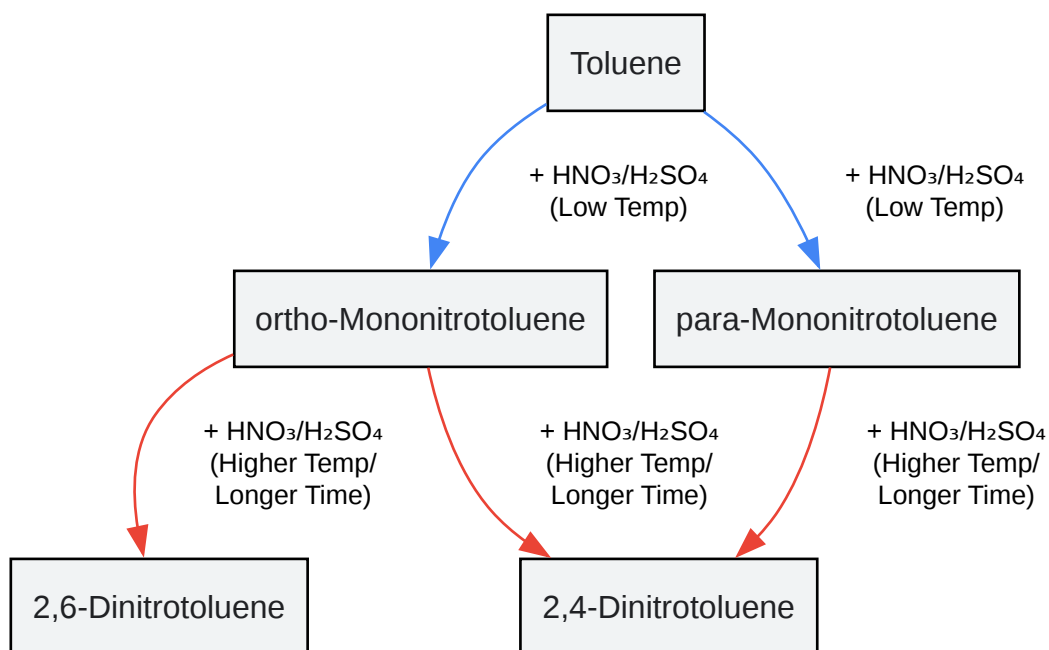 Toluene
+ HNO₃/H₂SO₄
(Low Temp)
+ HNO₃/H₂SO₄
(Low Temp)
ortho-Mononitrotoluene
para-Mononitrotoluene
+ HNO₃/H₂SO₄
(Higher Temp/
Longer Time)
+ HNO₃/H₂SO₄
(Higher Temp/
Longer Time)
+ HNO₃/H₂SO₄
(Higher Temp/
Longer Time)
2,6-Dinitrotoluene
2,4-Dinitrotoluene